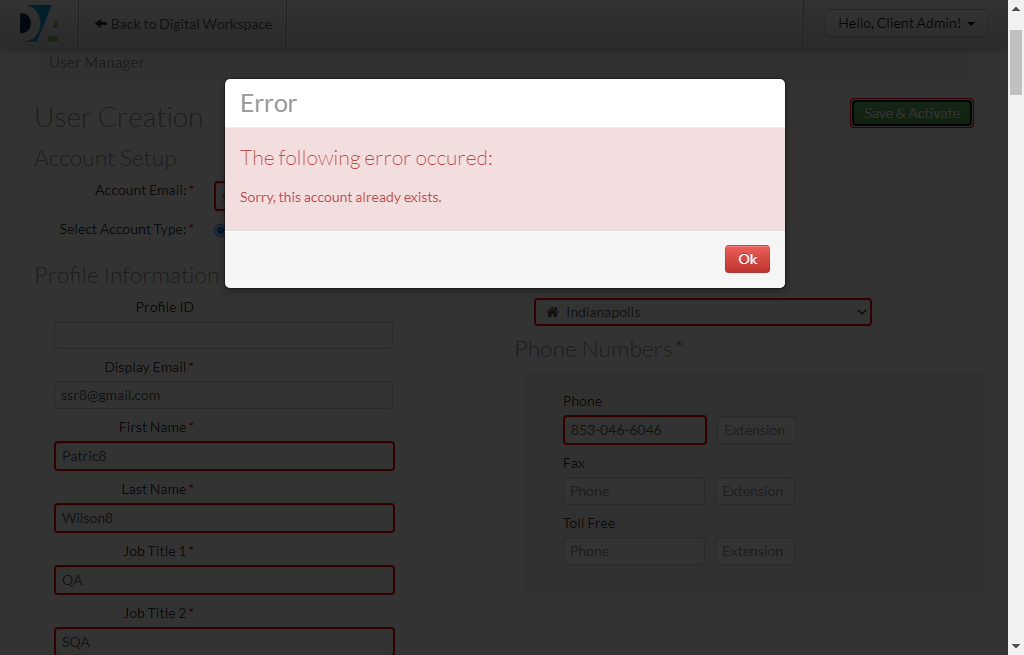 Back to Digital Workspace
Hello, Client Admin!
User Manager
Error
User Creation
Save & Activate
The following error occured:
Account Setup
Account Email: *
Sorry, this account already exists.
Select Account Type: *
Ok
Profile Information
Profile ID
Indianapolis
Phone Numbers *
Display Email *
ssr8@gmail.com
Phone
853-046-6046 Extension
First Name *
Patric8
Fax
Phone Extension
Last Name *
Wilson8
Toll Free
Phone Extension
Job Title 1 *
QA
Job Title 2 *
SQA